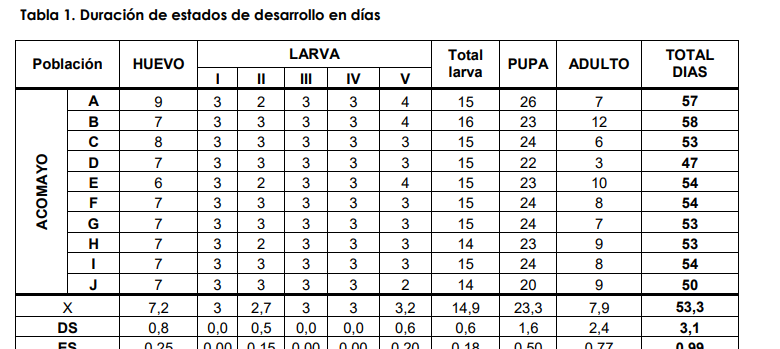 Tabla 1. Duración de estados de desarrollo en días
Población HUEVO LARVA Total larva PUPA ADULTO TOTAL DIAS
I II III IV V
ACOMAYO
A 9 3 2 3 3 4 15 26 7 57
B 7 3 3 3 3 4 16 23 12 58
C 8 3 3 3 3 3 15 24 6 53
D 7 3 3 3 3 3 15 22 3 47
E 6 3 2 3 3 4 15 23 10 54
F 7 3 3 3 3 3 15 24 8 54
G 7 3 3 3 3 3 15 24 7 53
H 7 3 2 3 3 3 14 23 9 53
I 7 3 3 3 3 3 15 24 8 54
J 7 3 3 3 3 2 14 20 9 50
X 7,2 3 2,7 3 3 3,2 14,9 23,3 7,9 53,3
DS 0,8 0,0 0,5 0,0 0,0 0,6 0,6 1,6 2,4 3,1
ES 0,25 0,00 0,15 0,00 0,00 0,20 0,18 0,50 0,77 0,99